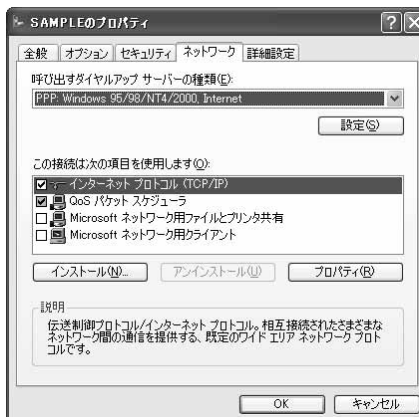 SAMPLEのプロパティ
全般 オプション セキュリティ ネットワーク 詳細設定
呼び出すダイヤルアップ サーバーの種類(E):
PPP: Windows 95/98/NT4/2000, Internet
設定(S)
この接続は次の項目を使用します(O):
インターネット プロトコル (TCP/IP)
QoS パケット スケジューラ
Microsoft ネットワーク用ファイルとプリンタ共有
Microsoft ネットワーク用クライアント
インストール(N)... アンインストール(U) プロパティ(R)
説明
伝送制御プロトコル/インターネット プロトコル。相互接続されたさまざまな
ネットワーク間の通信を提供する、既定のワイド エリア ネットワーク プロト
コルです。
OK キャンセル